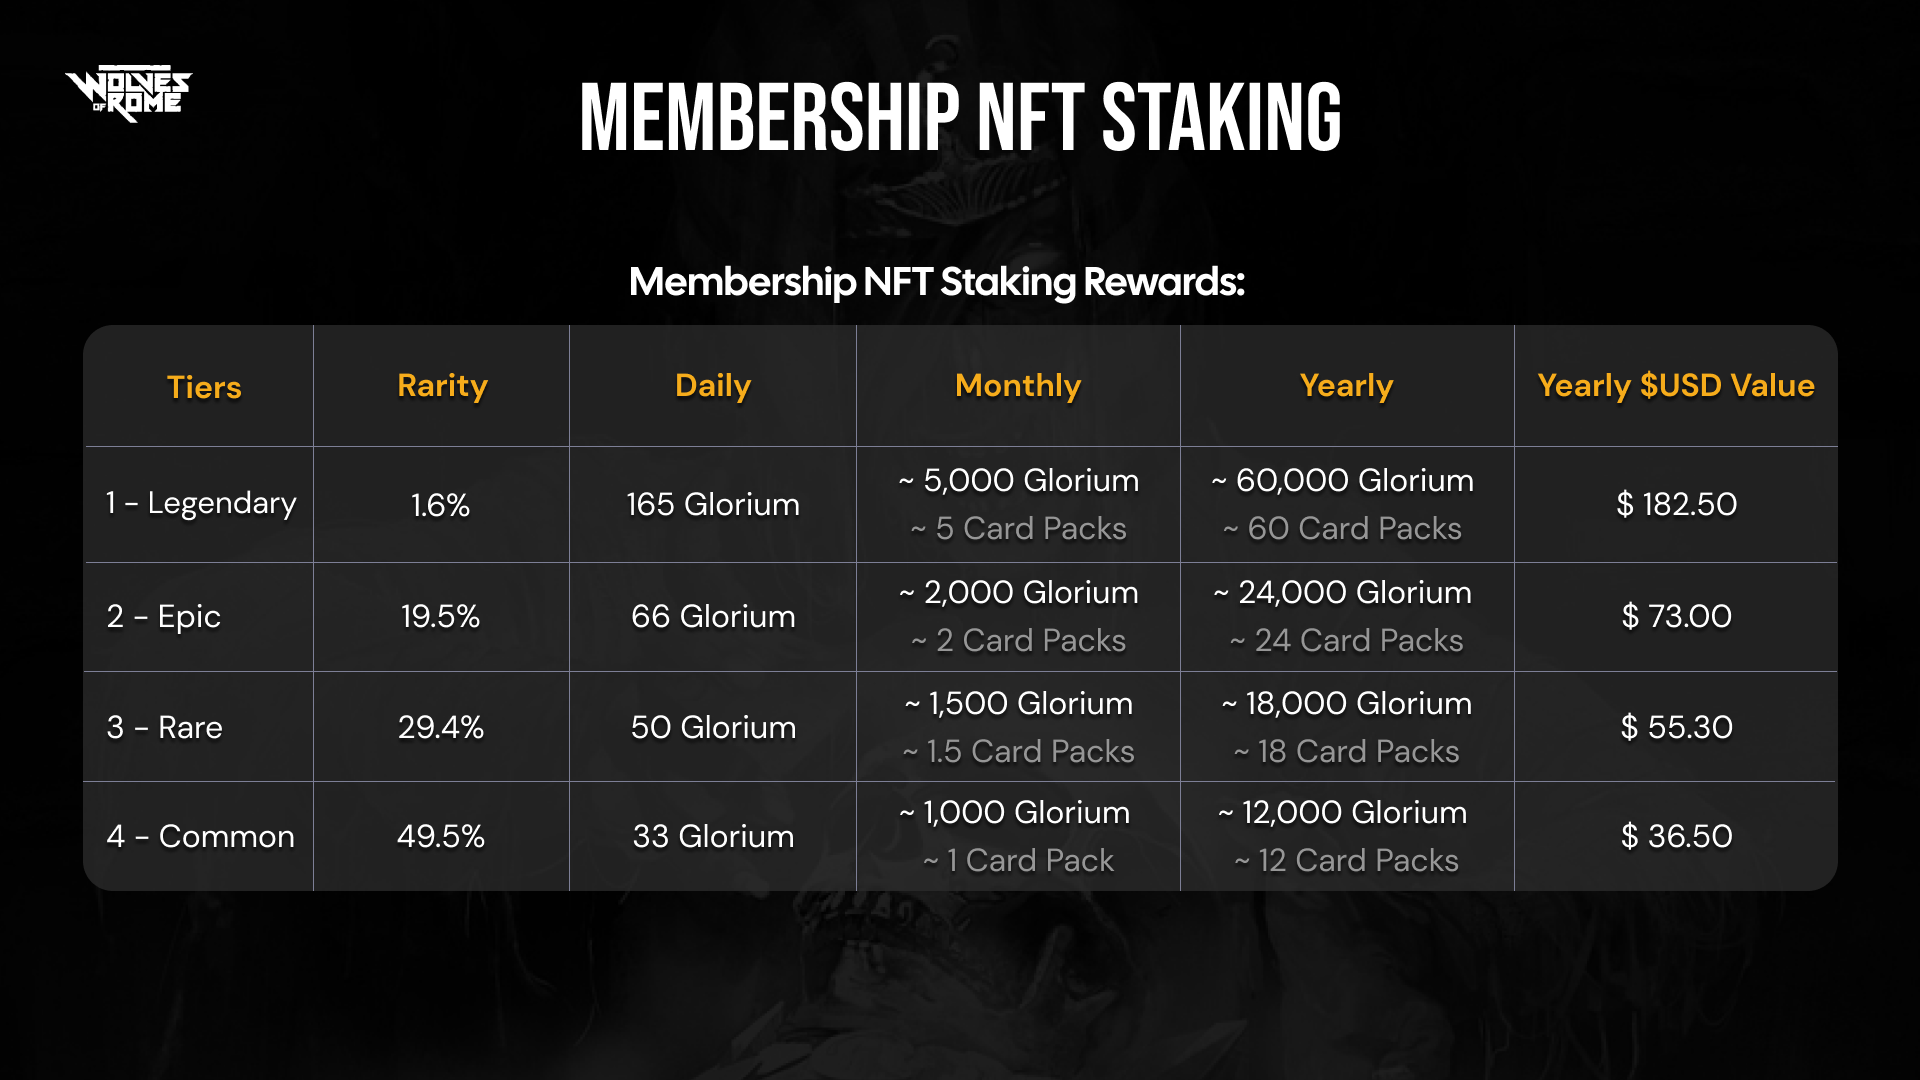 WOLVES
OF ROME
MEMBERSHIP NFT STAKING
Membership NFT Staking Rewards:
Tiers Rarity Daily Monthly Yearly Yearly $USD Value
1 - Legendary 1.6% 165 Glorium ~ 5,000 Glorium ~ 60,000 Glorium $ 182.50
~ 5 Card Packs ~ 60 Card Packs
2 - Epic 19.5% 66 Glorium ~ 2,000 Glorium ~ 24,000 Glorium $ 73.00
~ 2 Card Packs ~ 24 Card Packs
3 - Rare 29.4% 50 Glorium ~ 1,500 Glorium ~ 18,000 Glorium $ 55.30
~ 1.5 Card Packs ~ 18 Card Packs
4 - Common 49.5% 33 Glorium ~ 1,000 Glorium ~ 12,000 Glorium $ 36.50
~ 1 Card Pack ~ 12 Card Packs